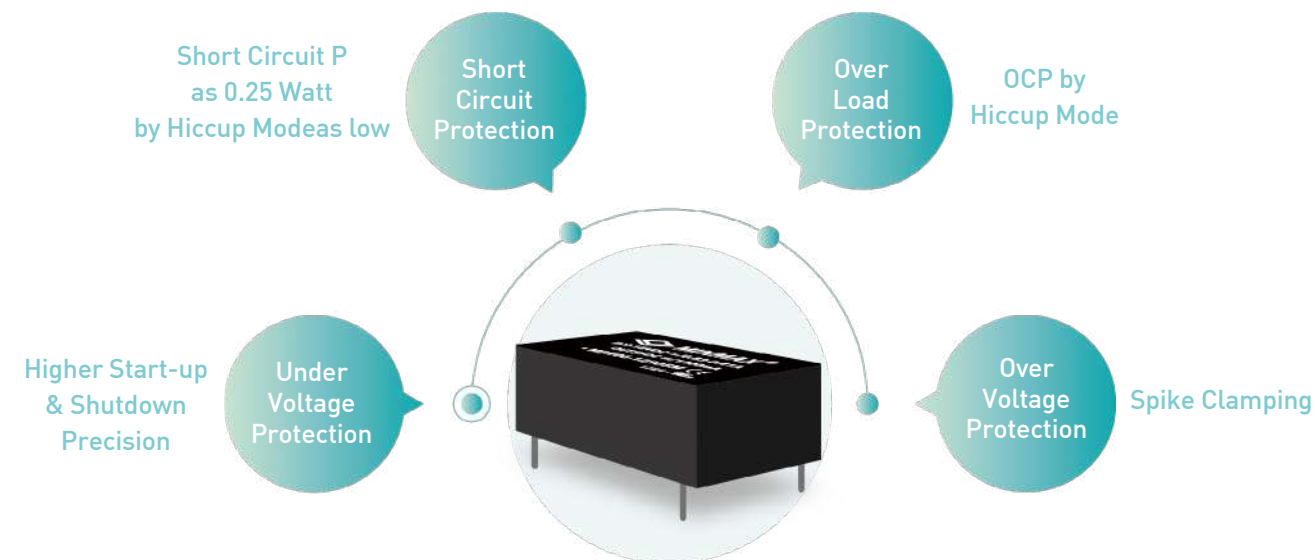 Short Circuit P
as 0.25 Watt
by Hiccup Modeas low
Short
Circuit
Protection
Over
Load
Protection
OCP by
Hiccup Mode
Higher Start-up
& Shutdown
Precision
Under
Voltage
Protection
MINMAX®
Over
Voltage
Protection
Spike Clamping